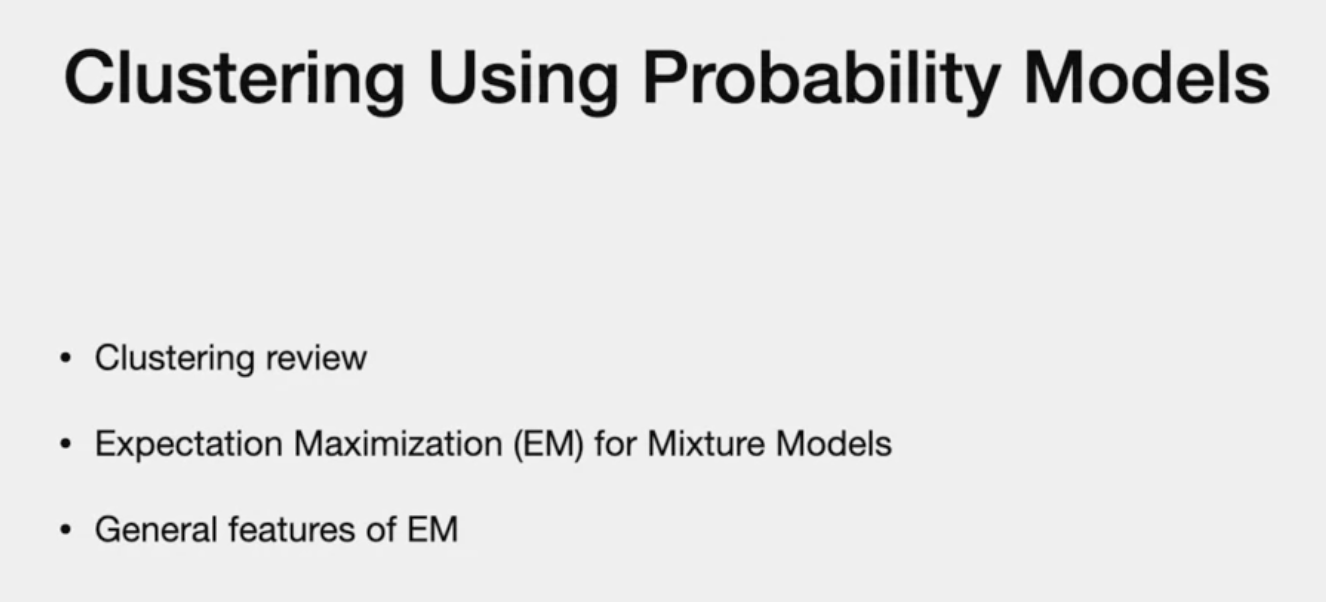 Clustering Using Probability Models
• Clustering review
• Expectation Maximization (EM) for Mixture Models
• General features of EM